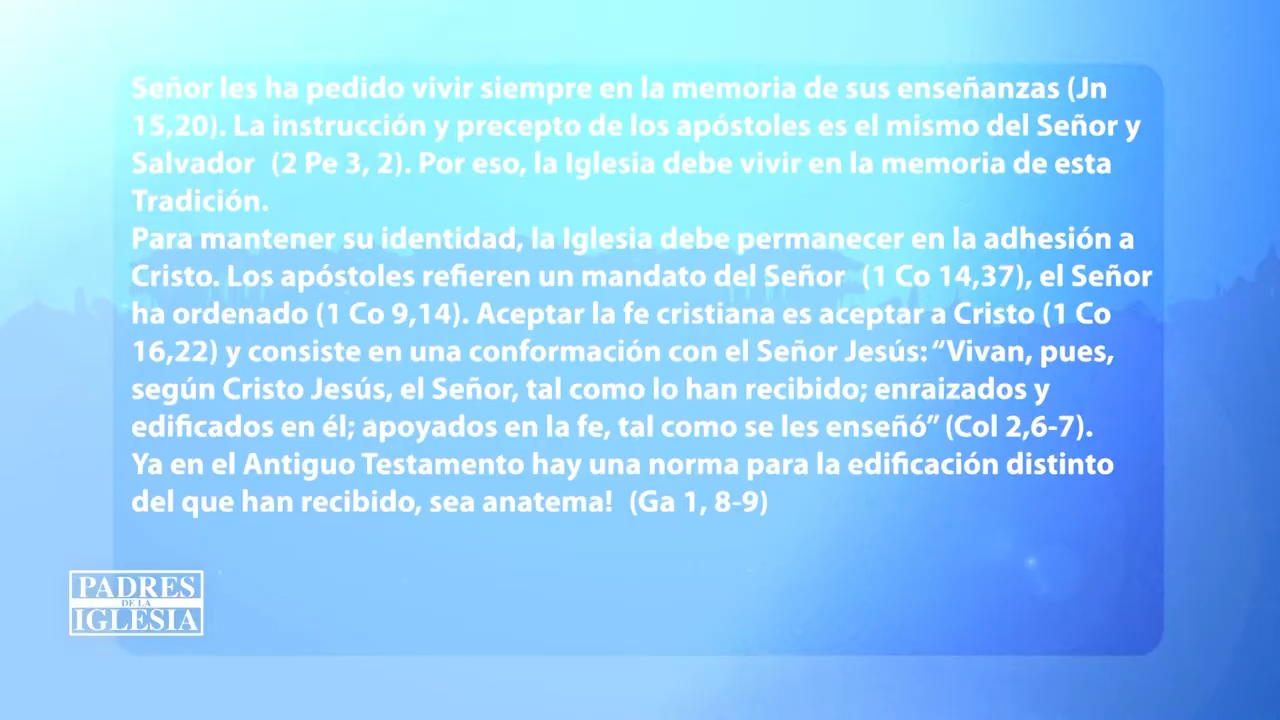 Señor les ha pedido vivir siempre en la memoria de sus enseñanzas (Jn
15,20). La instrucción y precepto de los apóstoles es el mismo del Señor y
Salvador (2 Pe 3, 2). Por eso, la Iglesia debe vivir en la memoria de esta
Tradición.
Para mantener su identidad, la Iglesia debe permanecer en la adhesión a
Cristo. Los apóstoles refieren un mandato del Señor (1 Co 14,37), el Señor
ha ordenado (1 Co 9,14). Aceptar la fe cristiana es aceptar a Cristo (1 Co
16,22) y consiste en una conformación con el Señor Jesús: “Vivan, pues,
según Cristo Jesús, el Señor, tal como lo han recibido; enraizados y
edificados en él; apoyados en la fe, tal como se les enseñó” (Col 2,6-7).
Ya en el Antiguo Testamento hay una norma para la edificación distinto
del que han recibido, sea anatema! (Ga 1, 8-9)
PADRES
DE LA
IGLESIA